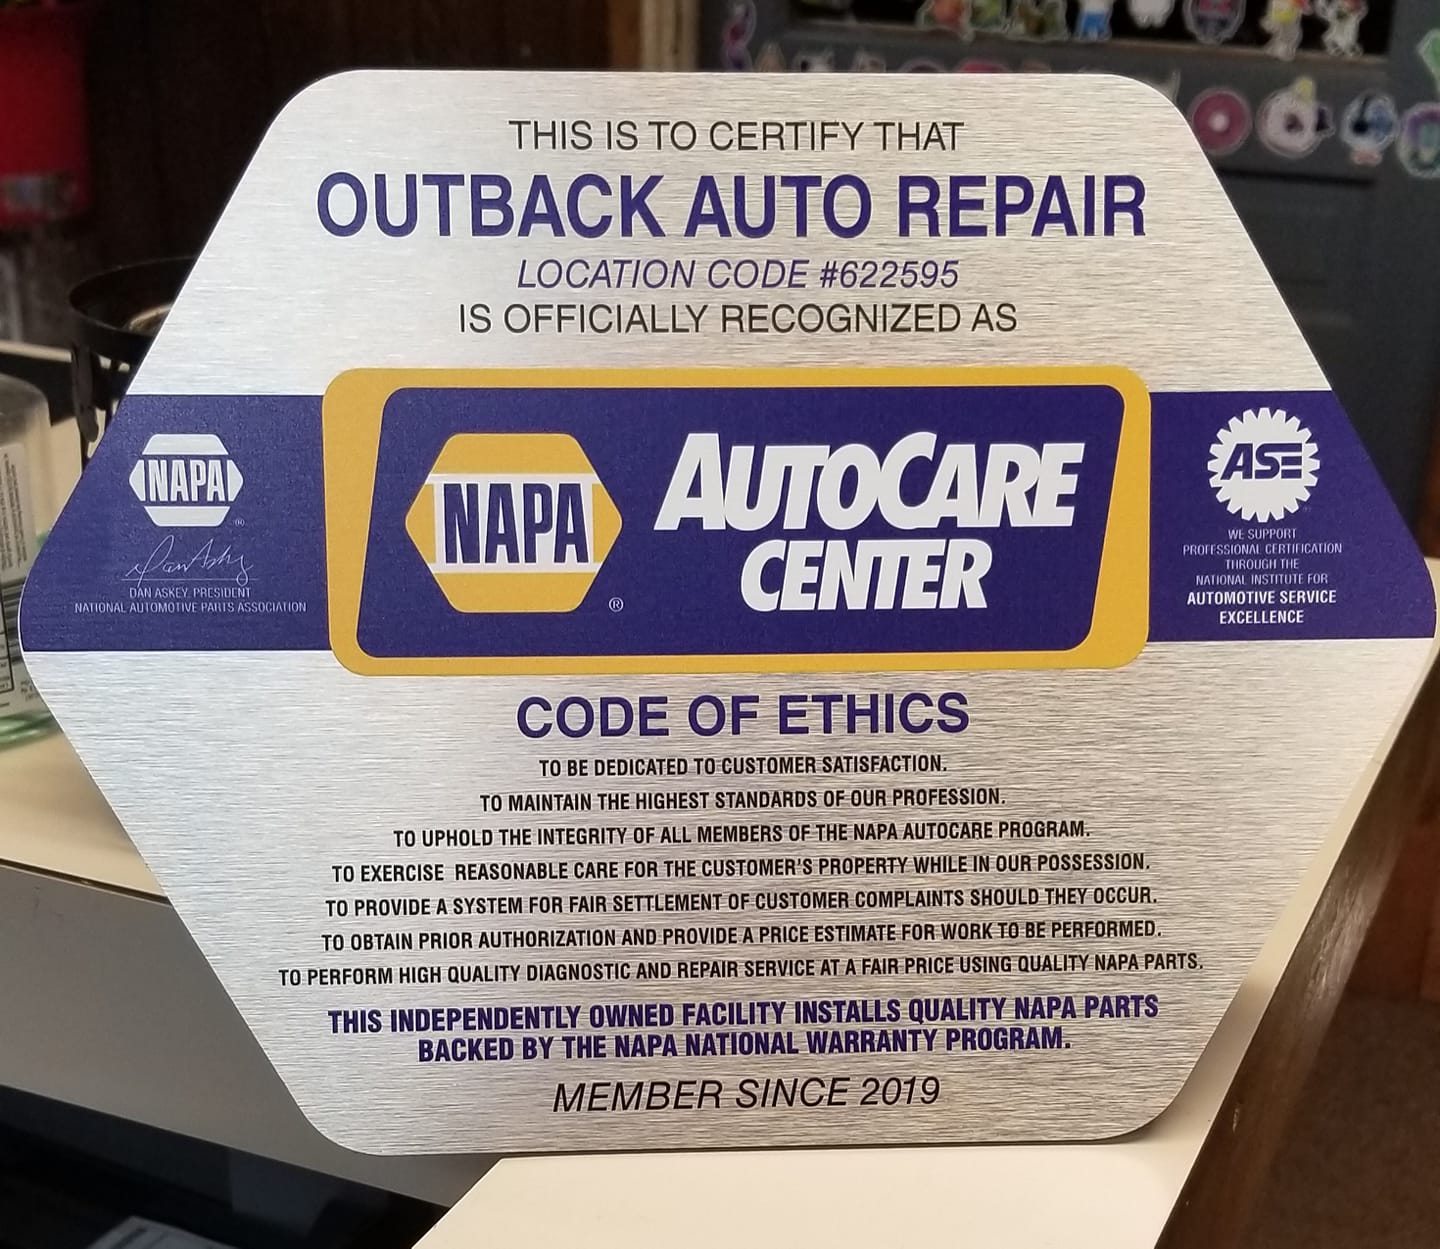 THIS IS TO CERTIFY THAT
OUTBACK AUTO REPAIR
LOCATION CODE #622595
IS OFFICIALLY RECOGNIZED AS
NAPA
®
Dan Askey
DAN ASKEY, PRESIDENT
NATIONAL AUTOMOTIVE PARTS ASSOCIATION
NAPA
®
AUTOCARE
CENTER
ASE
WE SUPPORT
PROFESSIONAL CERTIFICATION
THROUGH THE
NATIONAL INSTITUTE FOR
AUTOMOTIVE SERVICE
EXCELLENCE
CODE OF ETHICS
TO BE DEDICATED TO CUSTOMER SATISFACTION.
TO MAINTAIN THE HIGHEST STANDARDS OF OUR PROFESSION.
TO UPHOLD THE INTEGRITY OF ALL MEMBERS OF THE NAPA AUTOCARE PROGRAM.
TO EXERCISE REASONABLE CARE FOR THE CUSTOMER'S PROPERTY WHILE IN OUR POSSESSION.
TO PROVIDE A SYSTEM FOR FAIR SETTLEMENT OF CUSTOMER COMPLAINTS SHOULD THEY OCCUR.
TO OBTAIN PRIOR AUTHORIZATION AND PROVIDE A PRICE ESTIMATE FOR WORK TO BE PERFORMED.
TO PERFORM HIGH QUALITY DIAGNOSTIC AND REPAIR SERVICE AT A FAIR PRICE USING QUALITY NAPA PARTS.
THIS INDEPENDENTLY OWNED FACILITY INSTALLS QUALITY NAPA PARTS
BACKED BY THE NAPA NATIONAL WARRANTY PROGRAM.
MEMBER SINCE 2019